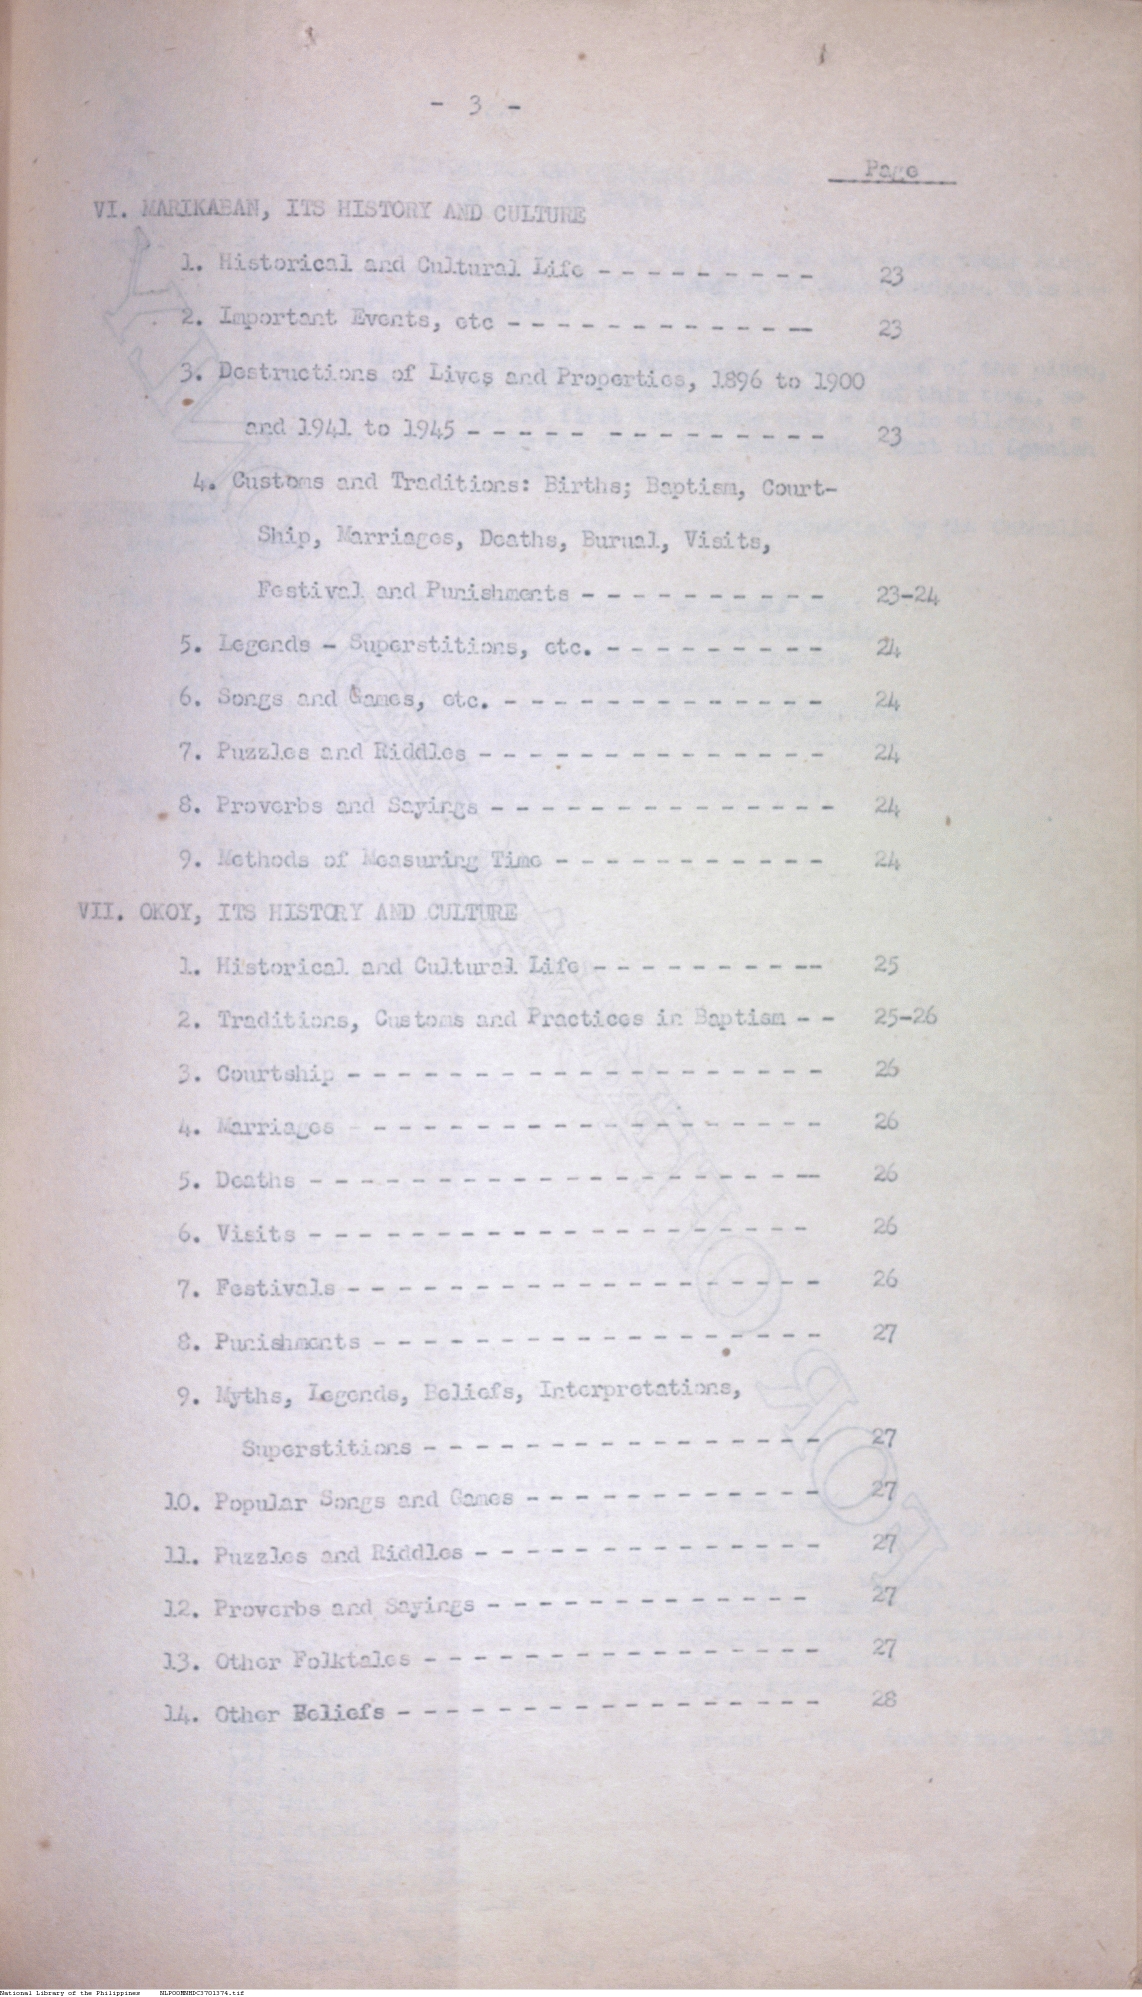 - 3 -
Page
VI. MARIKABAN, ITS HISTORY AND CULTURE
1. Historical and Cultural Life - - - - - - - - - 23
2. Important Events, etc - - - - - - - - - - - - 23
3. Destructions of Lives and Properties, 1896 to 1900
and 1941 to 1945 - - - - - - - - - - - - - - 23
4. Customs and Traditions: Births; Baptism, Court-
Ship, Marriages, Deaths, Burual, Visits,
Festival and Punishments - - - - - - - - - - 23-24
5. Legends - Superstitions, etc. - - - - - - - - - 24
6. Songs and Games, etc. - - - - - - - - - - - - - 24
7. Puzzles and Riddles - - - - - - - - - - - - - - 24
8. Proverbs and Sayings - - - - - - - - - - - - - - 24
9. Methods of Measuring Time - - - - - - - - - - - 24
VII. OKOY, ITS HISTORY AND CULTURE
1. Historical and Cultural Life - - - - - - - - - - 25
2. Traditions, Customs and Practices in Baptism - - 25-26
3. Courtship - - - - - - - - - - - - - - - - - - - 26
4. Marriages - - - - - - - - - - - - - - - - - - - 26
5. Deaths - - - - - - - - - - - - - - - - - - - - 26
6. Visits - - - - - - - - - - - - - - - - - - - - 26
7. Festivals - - - - - - - - - - - - - - - - - - - 26
8. Punishments - - - - - - - - - - - - - - - - - - 27
9. Myths, Legends, Beliefs, Interpretations,
Superstitions - - - - - - - - - - - - - - - - 27
10. Popular Songs and Games - - - - - - - - - - - - 27
11. Puzzles and Riddles - - - - - - - - - - - - - - 27
12. Proverbs and Sayings - - - - - - - - - - - - - 27
13. Other Folktales - - - - - - - - - - - - - - - - 27
14. Other Beliefs - - - - - - - - - - - - - - - - - 28
National Library of the Philippines NLPOOMNHDC3701374.tif